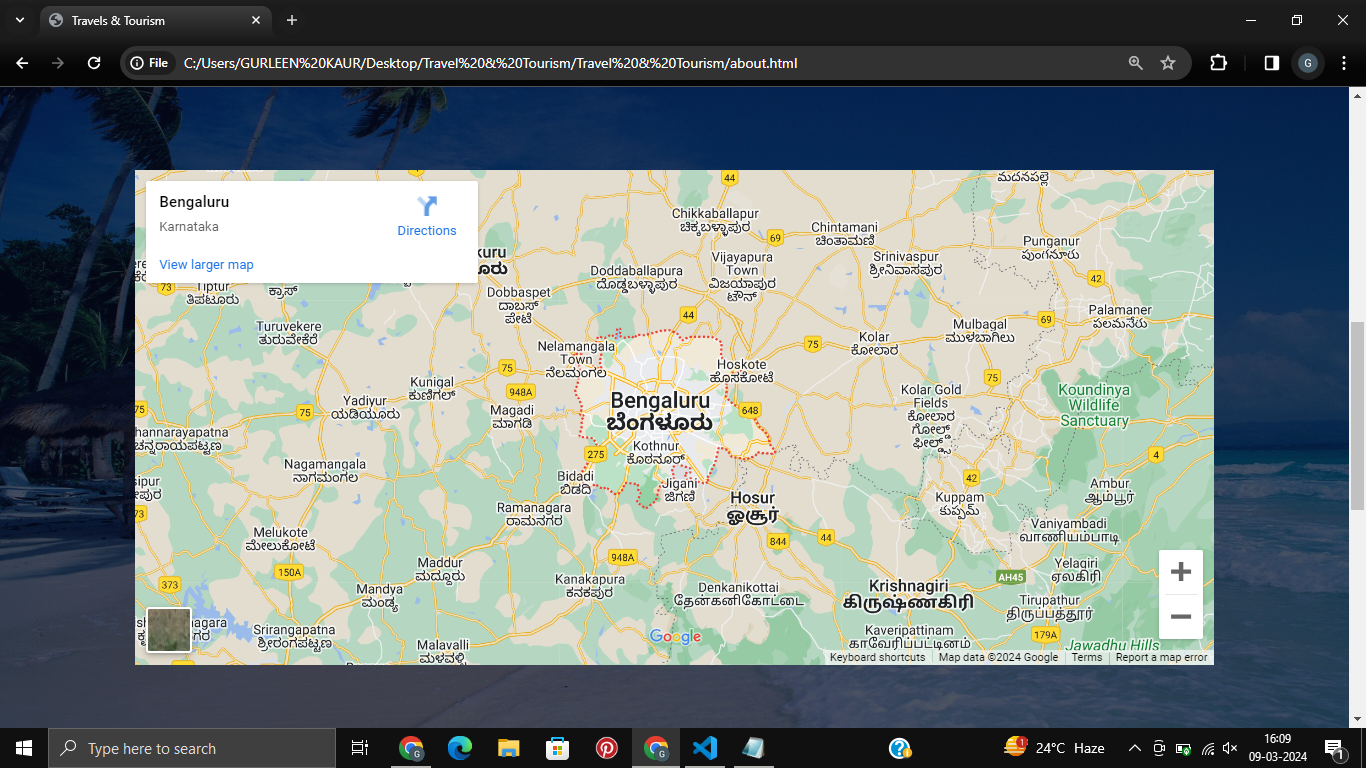 Travels & Tourism
File
C:/Users/GURLEEN%20KAUR/Desktop/Travel%20&%20Tourism/Travel%20&%20Tourism/about.html
G
Bengaluru
Karnataka
Directions
View larger map
44
ಮದನಪಲ್ಲೆ
Chikkaballapur
ಚಿಕ್ಕಬಳ್ಳಾಪುರ
69
Chintamani
ಚಿಂತಾಮಣಿ
Punganur
పుంగనూరు
Srinivaspur
ಶ್ರೀನಿವಾಸಪುರ
42
Vijayapura
Town
ವಿಜಯಾಪುರ
ಟೌನ್
Doddaballapura
ದೊಡ್ಡಬಳ್ಳಾಪುರ
kuru
ೂರು
73
Tiptur
ತಿಪಟೂರು
ಕ್ರಾಸ್
Dobbaspet
ದಾಬಸ್
ಪೇಟೆ
44
69
Palamaner
పలమనేరు
Turuvekere
ತುರುವೇಕೆರೆ
Mulbagal
ಮುಳಬಾಗಿಲು
Nelamangala
Town
ನೆಲಮಂಗಲ
75
Kolar
ಕೋಲಾರ
75
Hoskote
ಹೊಸಕೋಟೆ
75
Kunigal
ಕುಣಿಗಲ್
948A
Kolar Gold
Fields
ಕೋಲಾರ
ಗೋಲ್ಡ್
ಫೀಲ್ಡ್ಸ್
Koundinya
Wildlife
Sanctuary
75
75
Yadiyur
ಯಡಿಯೂರು
Magadi
ಮಾಗಡಿ
Bengaluru
ಬೆಂಗಳೂರು
648
hannarayapatna
ಚನ್ನರಾಯಪಟ್ಟಣ
Kothnur
ಕೊಠನೂರ್
275
4
Nagamangala
ನಾಗಮಂಗಲ
Bidadi
ಬಿಡದಿ
Jigani
ಜಿಗಣಿ
42
Ambur
ஆம்பூர்
Hosur
ஓசூர்
Kuppam
కుప్పమ్
73
Ramanagara
ರಾಮನಗರ
Vaniyambadi
வாணியம்பாடி
Melukote
ಮೇಲುಕೋಟೆ
844
44
948A
Maddur
ಮದ್ದೂರು
150A
373
Kanakapura
ಕನಕಪುರ
Mandya
ಮಂಡ್ಯ
Denkanikottai
தேன்கனிகோட்டை
Krishnagiri
கிருஷ்ணகிரி
AH45
Yelagiri
ஏலகிரி
Tirupathur
திருப்பத்தூர்
Srirangapatna
ಶ್ರೀರಂಗಪಟ್ಟಣ
Malavalli
ಮಳವಳ್ಳಿ
Google
Kaveripattinam
காவேரிப்பட்டினம்
179A
Jawadhu Hills
Keyboard shortcuts
Map data ©2024 Google
Terms
Report a map error
Type here to search
24°C Haze
16:09
09-03-2024